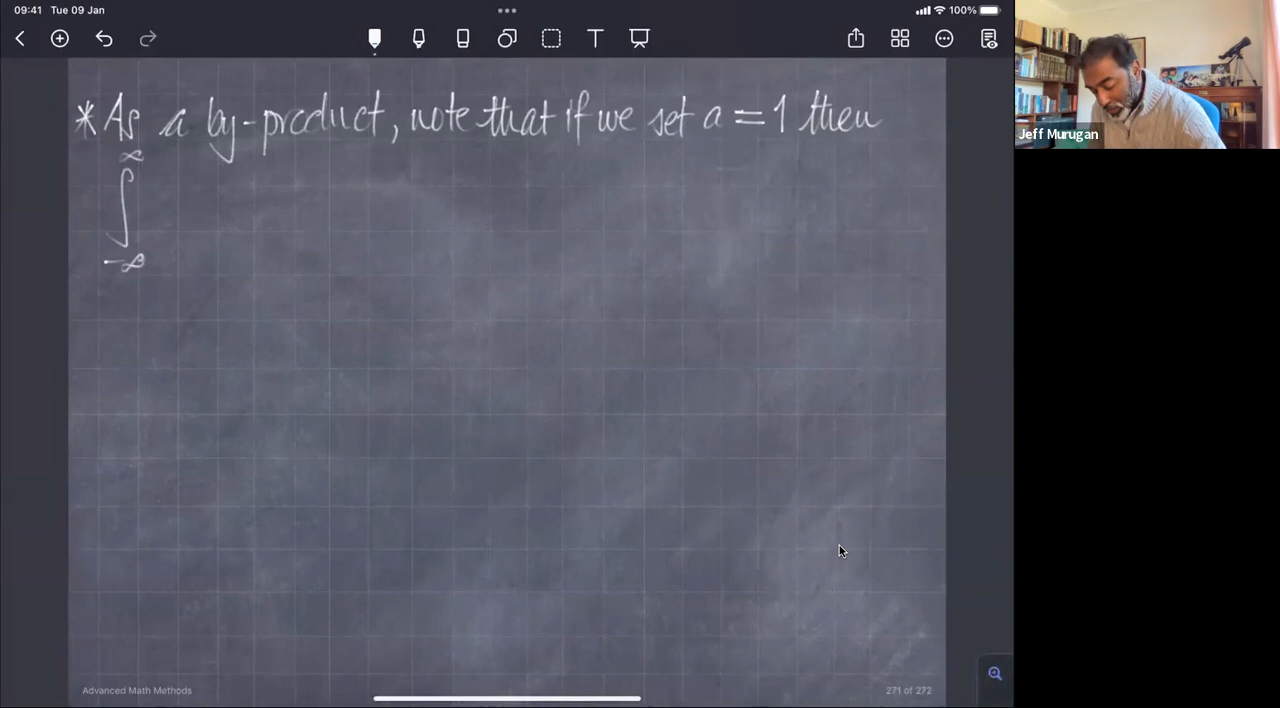 09:41 Tue 09 Jan
100%
T
Jeff Murugan
*As a by-product, note that if we set a = 1 then
∞
∫
-∞
Advanced Math Methods
271 of 272